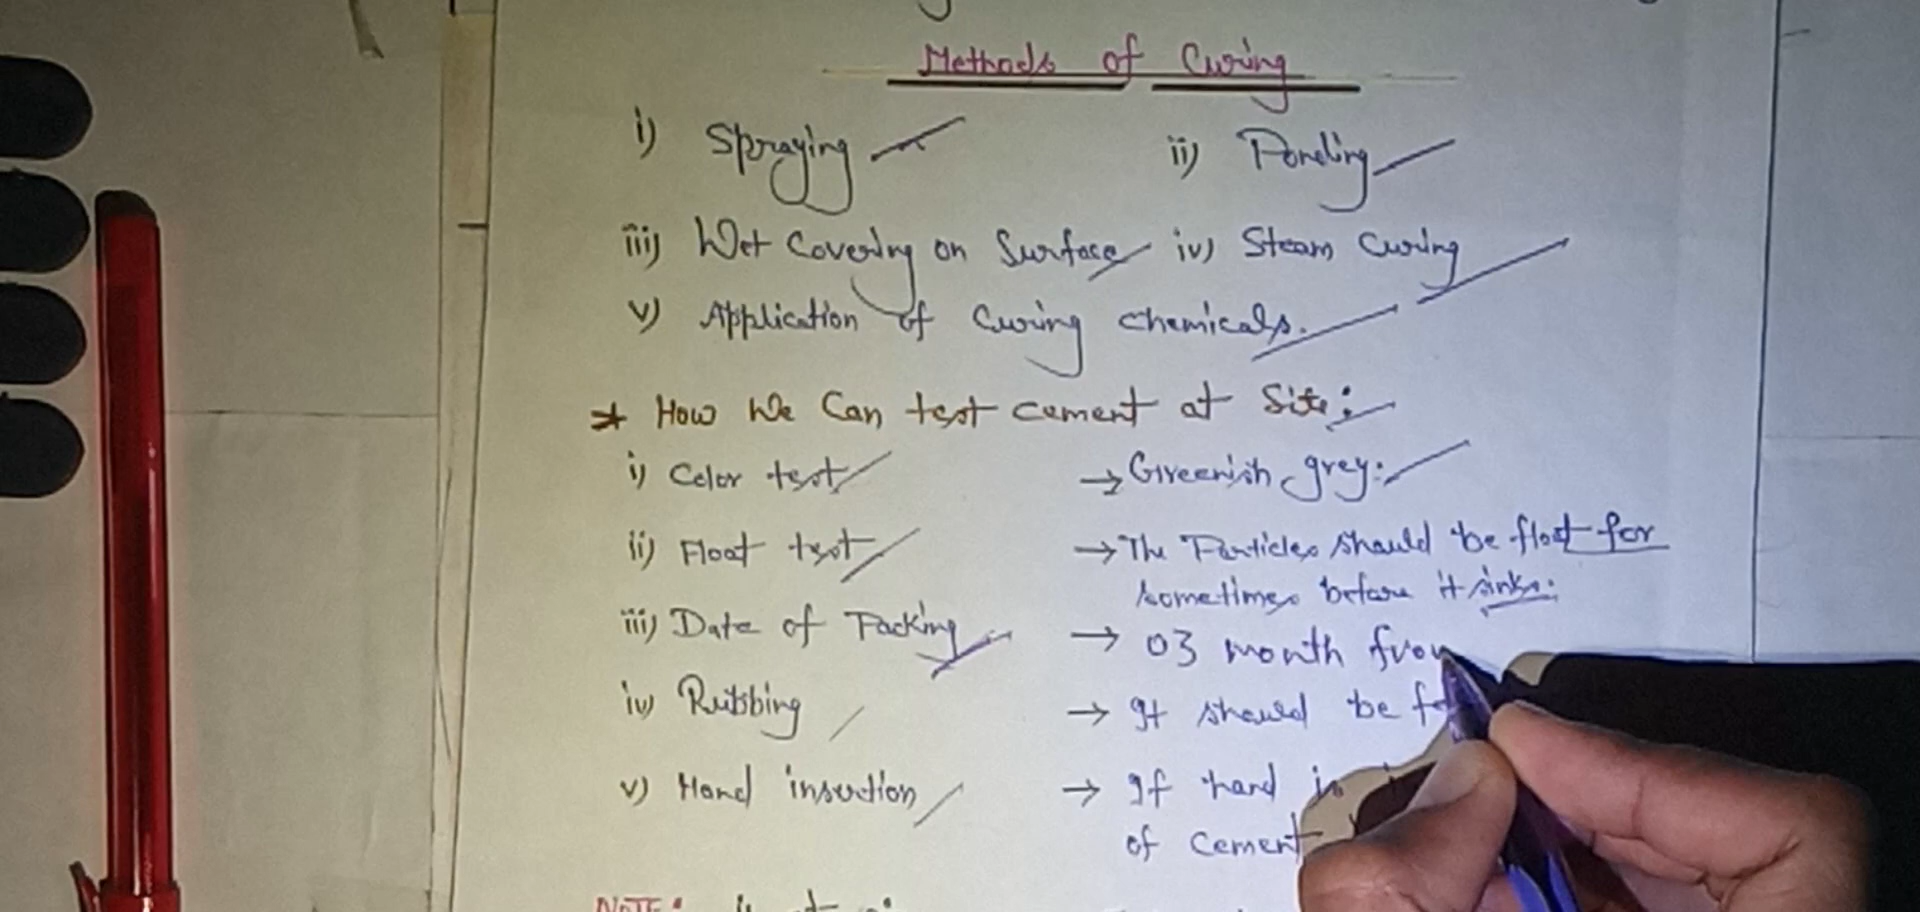 Methods of Curing
i) Spraying ii) Ponding
iii) Wet Covering on Surface iv) Steam Curing
v) Application of Curing chemicals.
* How We Can test cement at Site:
i) Color test → Greenish grey.
ii) Float test → The Particles should be float for
sometimes before it sinks.
iii) Date of Packing → 03 month from
iv) Rubbing → It should be
v) Hand insertion → If hand is
of cement
NOTE: